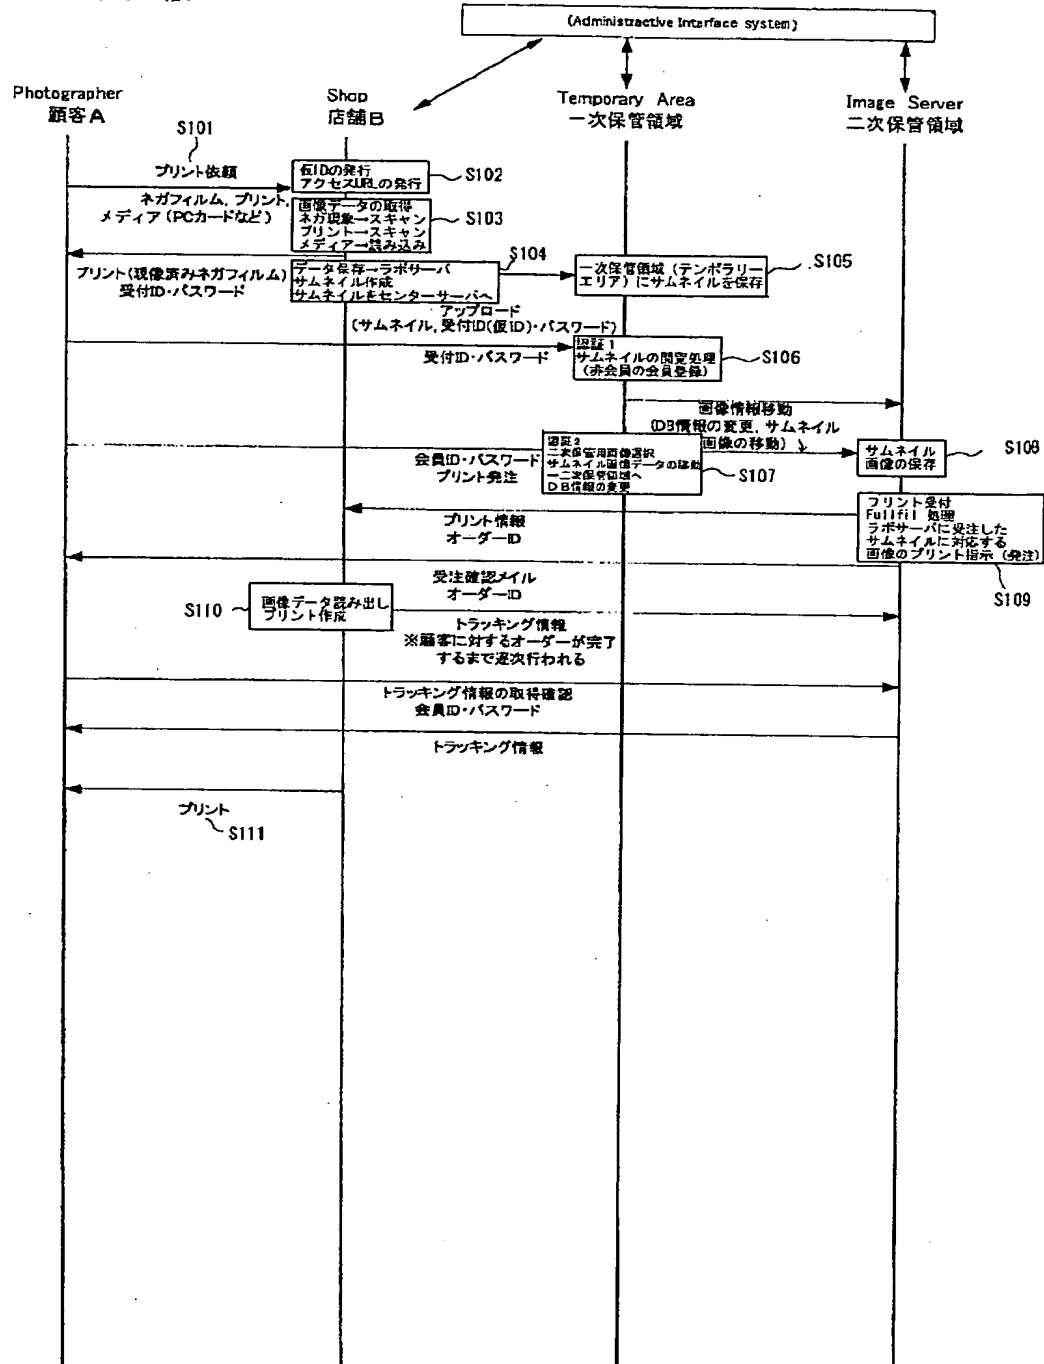 (Administractive Interface system)
Photographer
顧客A
Shop
店舗B
Temporary Area
一次保管領域
Image Server
二次保管領域
S101
プリント依頼
ネガフィルム,プリント,
メディア(PCカードなど)
仮IDの発行
アクセスURLの発行
S102
画像データの取得
ネガ現象→スキャン
プリント→スキャン
メディア→読み込み
S103
プリント(現像済みネガフィルム)
受付ID・パスワード
データ保存→ラボサーバ
サムネイル作成
サムネイルをセンターサーバへ
S104
一次保管領域(テンポラリー
エリア)にサムネイルを保存
S105
アップロード
(サムネイル,受付ID(仮ID)・パスワード)
受付ID・パスワード
認証1
サムネイルの閲覧処理
(非会員の会員登録)
S106
画像情報移動
(DB情報の変更,サムネイル
画像の移動)
会員ID・パスワード
プリント発注
認証2
二次保管用画像選択
サムネイル画像データの移動
一二次保管領域へ
DB情報の変更
S107
サムネイル
画像の保存
S108
プリント情報
オーダーID
プリント受付
Fullfil 処理
ラボサーバに受注した
サムネイルに対応する
画像のプリント指示(発注)
S109
受注確認メイル
オーダーID
S110
画像データ読み出し
プリント作成
トラッキング情報
※顧客に対するオーダーが完了
するまで逐次行われる
トラッキング情報の取得確認
会員ID・パスワード
トラッキング情報
プリント
S111